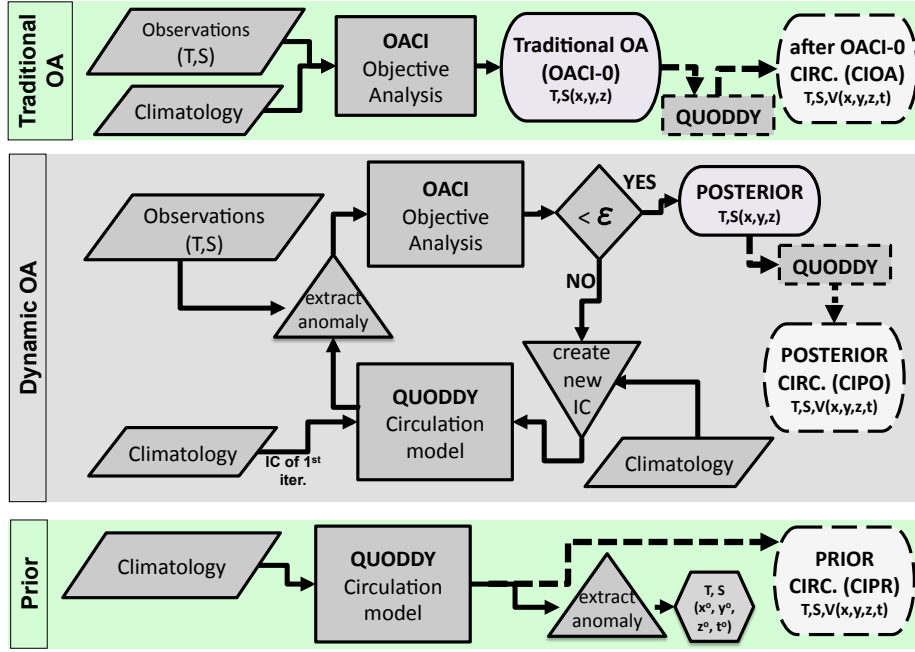 Traditional
OA
Observations
(T,S)
Climatology
OACI
Objective
Analysis
Traditional OA
(OACI-0)
T,S(x,y,z)
QUODDY
after OACI-0
CIRC. (CIOA)
T,S,V(x,y,z,t)
Dynamic OA
Observations
(T,S)
extract
anomaly
OACI
Objective
Analysis
< ε
YES
NO
POSTERIOR
T,S(x,y,z)
QUODDY
POSTERIOR
CIRC. (CIPO)
T,S,V(x,y,z,t)
create
new
IC
Climatology
QUODDY
Circulation
model
Climatology
IC of 1st
iter.
Prior
Climatology
QUODDY
Circulation
model
extract
anomaly
T, S
(xᵒ, yᵒ,
zᵒ, tᵒ)
PRIOR
CIRC. (CIPR)
T,S,V(x,y,z,t)